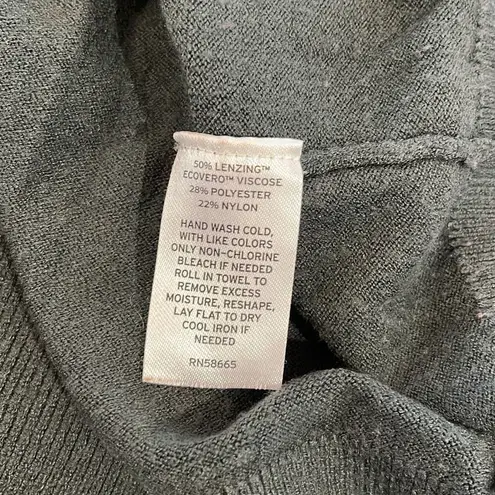 50% LENZING™
ECOVERO™ VISCOSE
28% POLYESTER
22% NYLON
HAND WASH COLD,
WITH LIKE COLORS
ONLY NON-CHLORINE
BLEACH IF NEEDED
ROLL IN TOWEL TO
REMOVE EXCESS
MOISTURE, RESHAPE,
LAY FLAT TO DRY
COOL IRON IF
NEEDED
RN58665